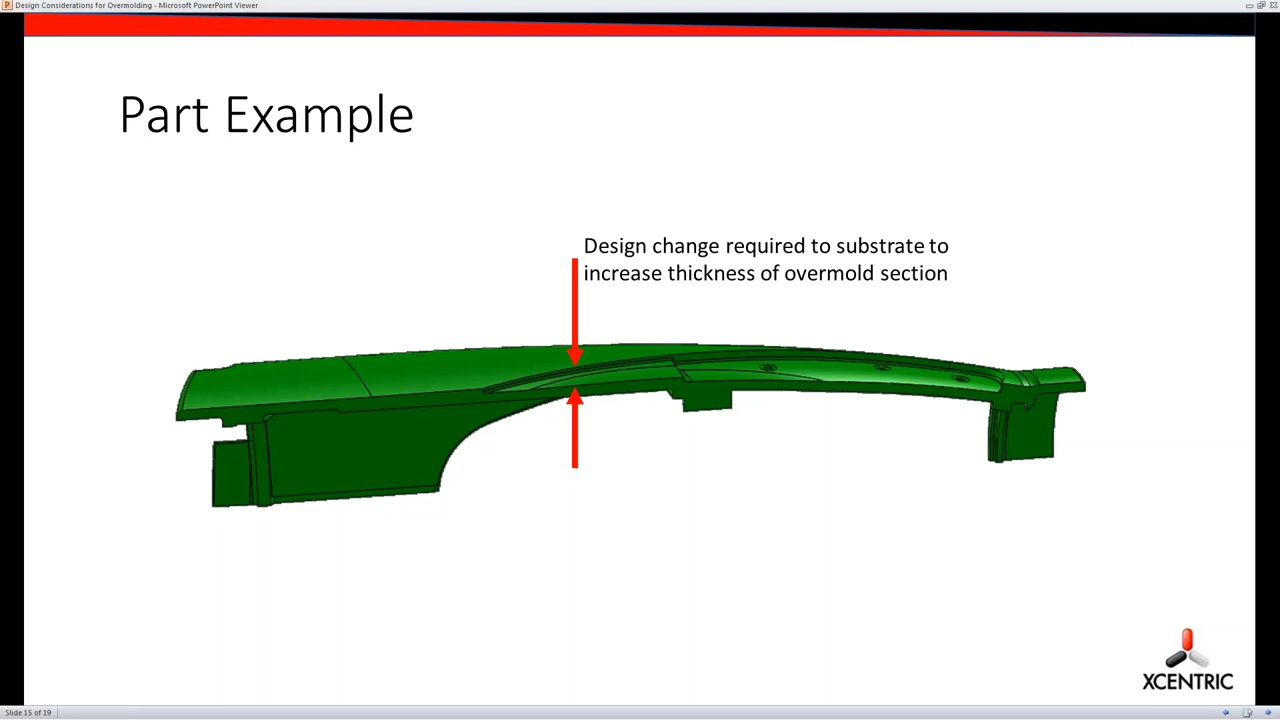 Design Considerations for Overmolding - Microsoft PowerPoint Viewer
Part Example
Design change required to substrate to
increase thickness of overmold section
XCENTRIC
Slide 15 of 19